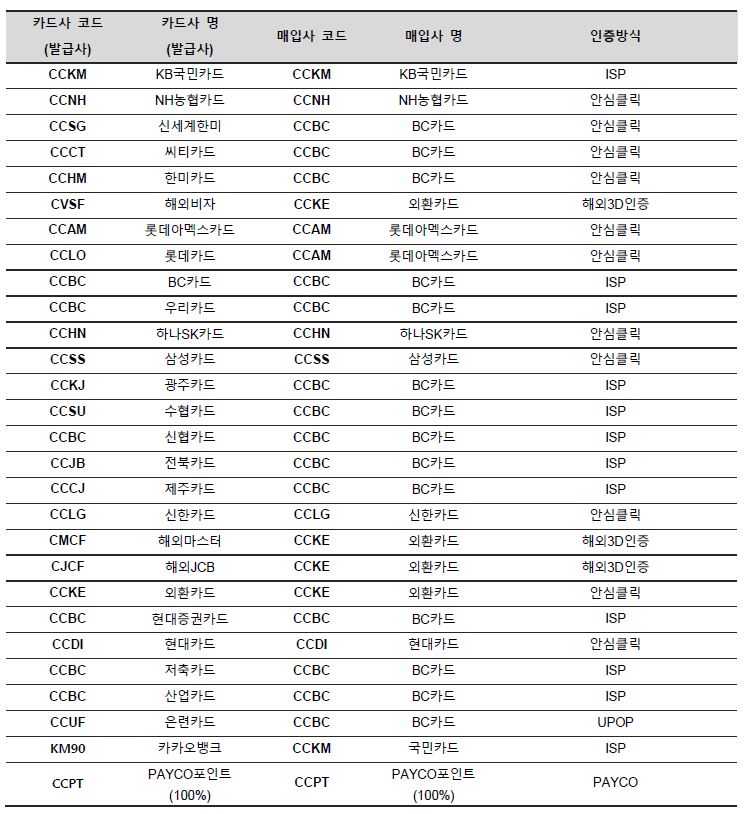 카드사 코드 (발급사) 카드사 명 (발급사) 매입사 코드 매입사 명 인증방식
CCKM KB국민카드 CCKM KB국민카드 ISP
CCNH NH농협카드 CCNH NH농협카드 안심클릭
CCSG 신세계한미 CCBC BC카드 안심클릭
CCCT 씨티카드 CCBC BC카드 안심클릭
CCHM 한미카드 CCBC BC카드 안심클릭
CVSF 해외비자 CCKE 외환카드 해외3D인증
CCAM 롯데아멕스카드 CCAM 롯데아멕스카드 안심클릭
CCLO 롯데카드 CCAM 롯데아멕스카드 안심클릭
CCBC BC카드 CCBC BC카드 ISP
CCBC 우리카드 CCBC BC카드 ISP
CCHN 하나SK카드 CCHN 하나SK카드 안심클릭
CCSS 삼성카드 CCSS 삼성카드 안심클릭
CCKJ 광주카드 CCBC BC카드 ISP
CCSU 수협카드 CCBC BC카드 ISP
CCBC 신협카드 CCBC BC카드 ISP
CCJB 전북카드 CCBC BC카드 ISP
CCCJ 제주카드 CCBC BC카드 ISP
CCLG 신한카드 CCLG 신한카드 안심클릭
CMCF 해외마스터 CCKE 외환카드 해외3D인증
CJCF 해외JCB CCKE 외환카드 해외3D인증
CCKE 외환카드 CCKE 외환카드 안심클릭
CCBC 현대증권카드 CCBC BC카드 ISP
CCDI 현대카드 CCDI 현대카드 안심클릭
CCBC 저축카드 CCBC BC카드 ISP
CCBC 산업카드 CCBC BC카드 ISP
CCUF 은련카드 CCBC BC카드 UPOP
KM90 카카오뱅크 CCKM 국민카드 ISP
CCPT PAYCO포인트 (100%) CCPT PAYCO포인트 (100%) PAYCO